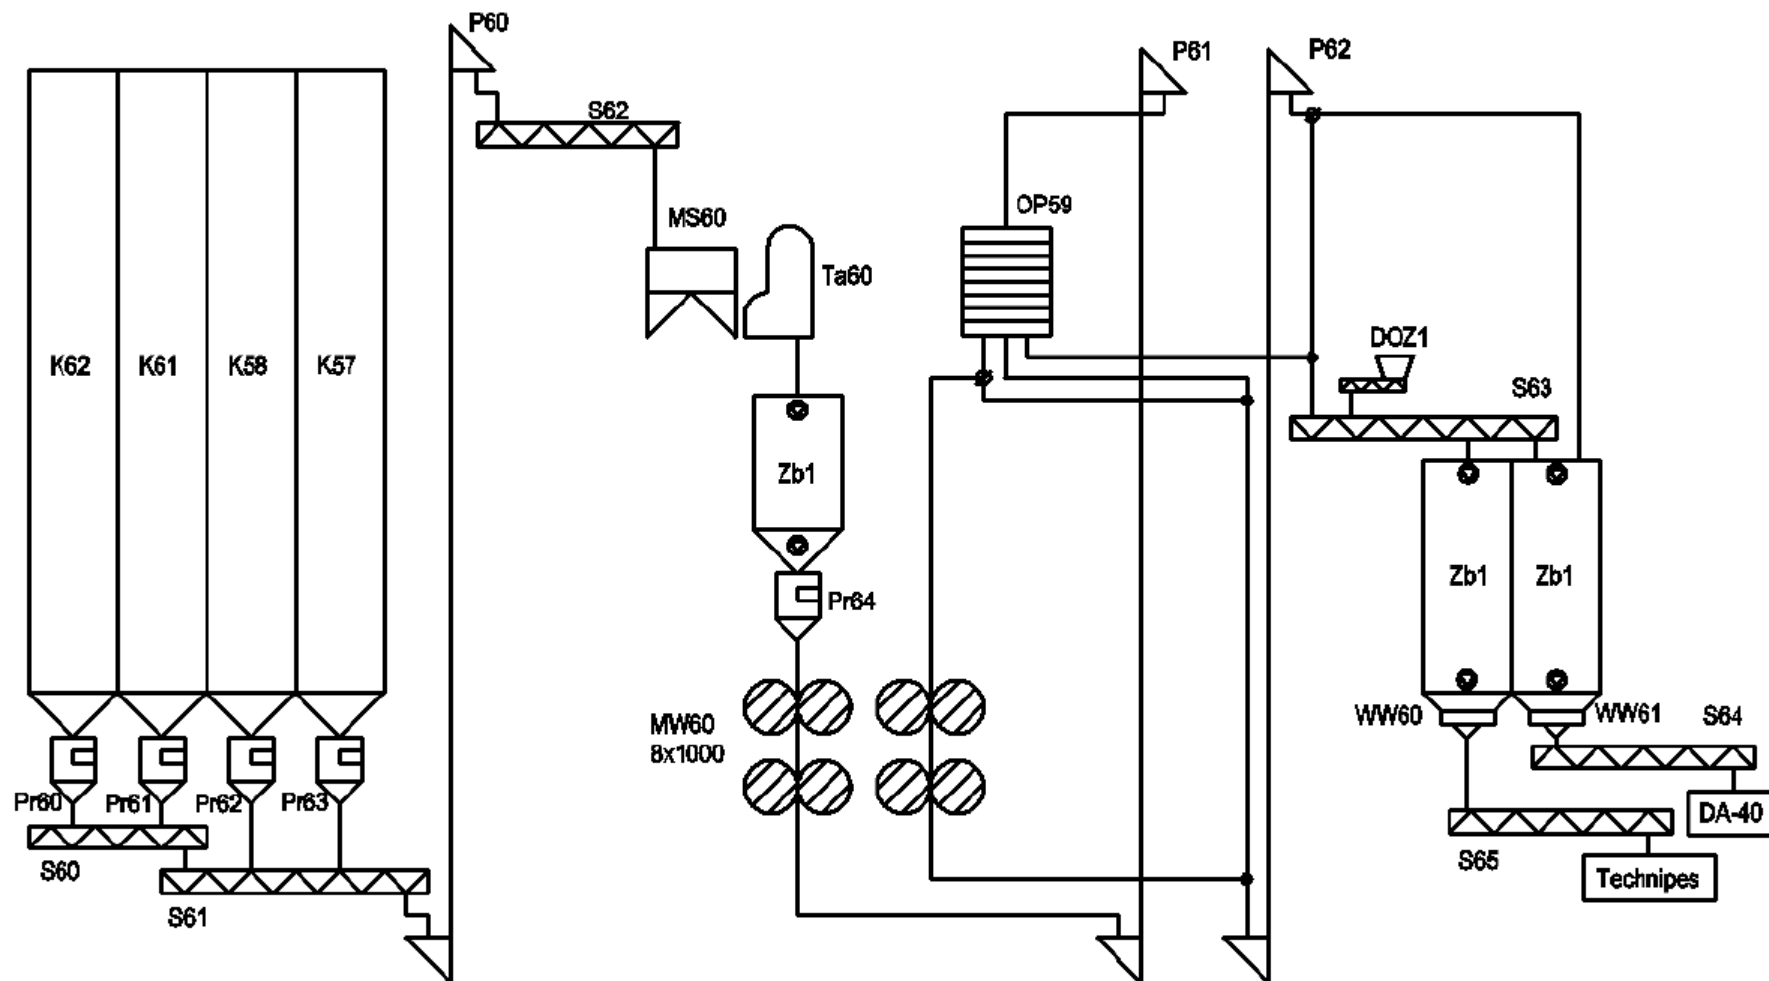 P60
P61
P62
S62
MS60
OP59
Ta60
DOZ1
K62
K61
K58
K57
S63
Zb1
Zb1
Zb1
Pr64
MW60
8x1000
WW60
WW61
S64
Pr60
Pr61
Pr62
Pr63
DA-40
S60
S65
Technipes
S61